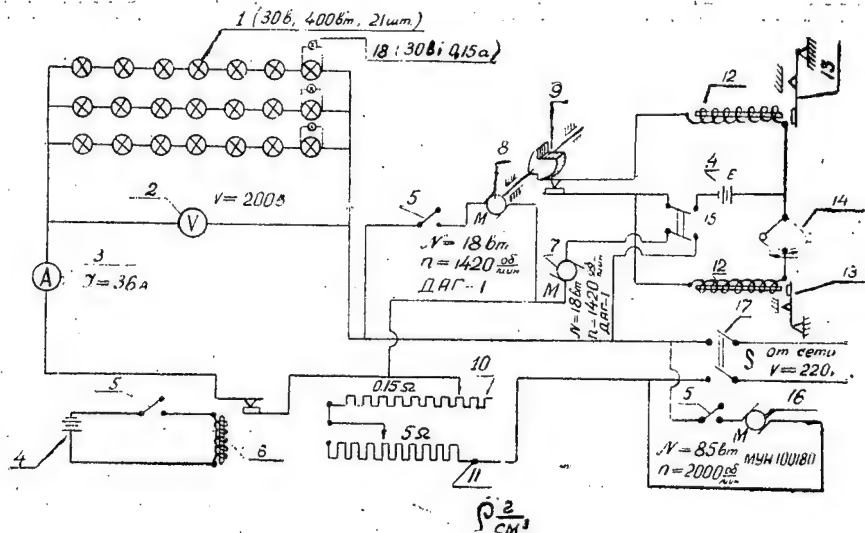 1 (30в, 400вт, 21шт.)
18 (30в; 0,15а)
2
V=200в
V
3
A
J=36а
9
8
5
M
N=18вт
n=1420 об/мин
ДАГ-1
7
M
N=18вт
n=1420 об/мин
ДАГ-1
12
13
4
E
15
14
12
13
17
S от сети
V=220в
10
0.15Ω
5Ω
11
5
4
6
5
16
M
N=85вт
n=2000 об/мин
МУН 100180
ρ г/см³